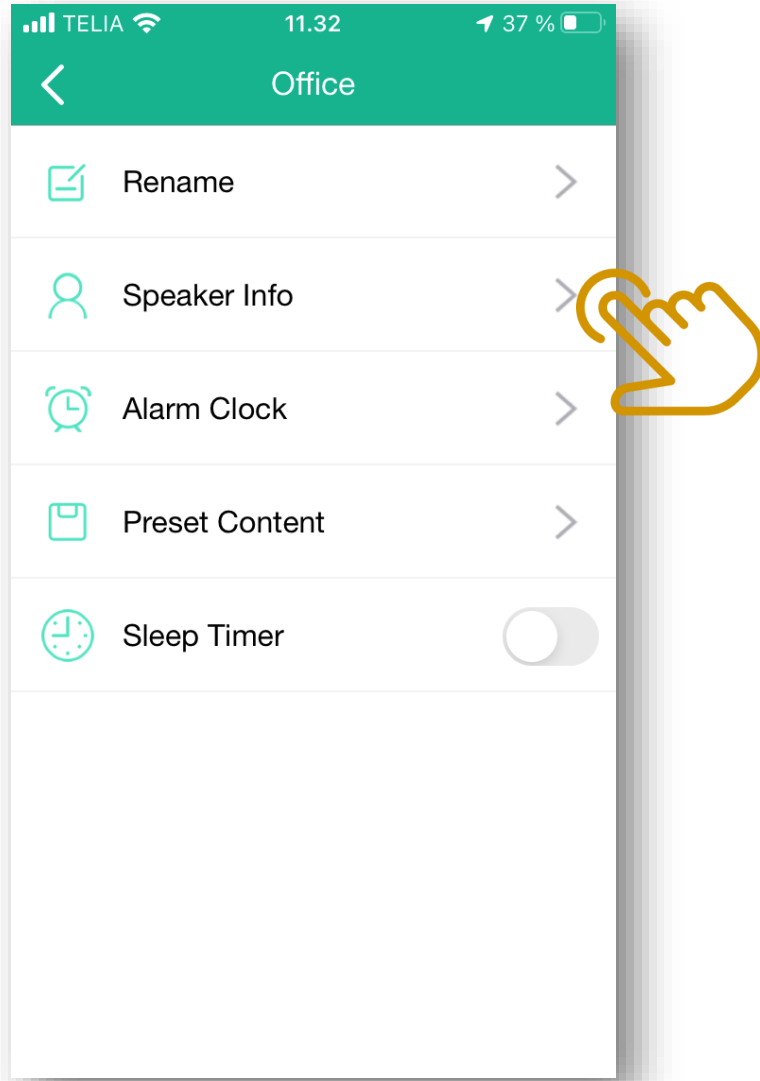 TELIA 11.32 37 %
Office
Rename
Speaker Info
Alarm Clock
Preset Content
Sleep Timer